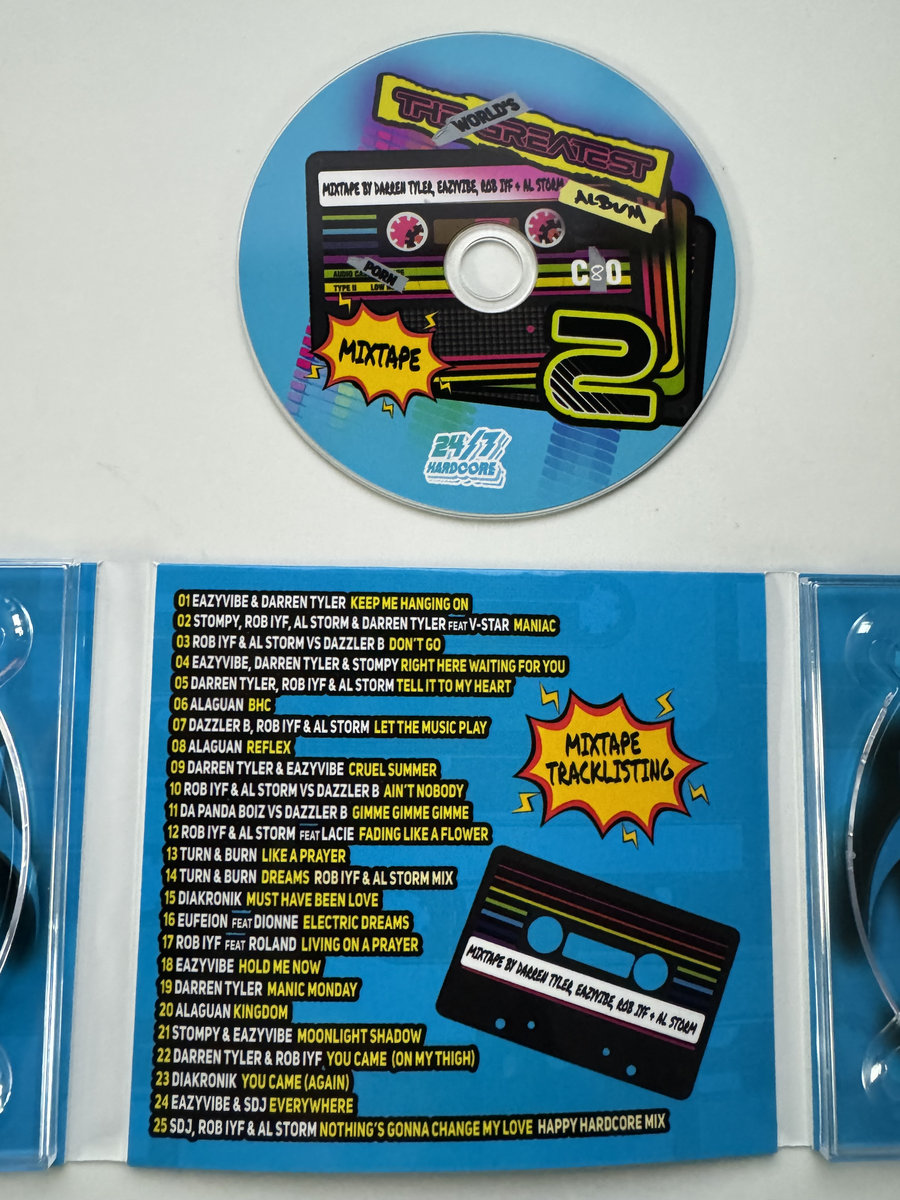 WORLD'S
THE GREATEST
MIXTAPE BY DARREN TYLER, EAZYVIBE, ROB IYF + AL STORM
ALBUM
PORN
AUDIO
C80
TYPE II LOW
MIXTAPE
2
24/7
HARDCORE
01 EAZYVIBE & DARREN TYLER KEEP ME HANGING ON
02 STOMPY, ROB IYF, AL STORM & DARREN TYLER FEAT V-STAR MANIAC
03 ROB IYF & AL STORM VS DAZZLER B DON'T GO
04 EAZYVIBE, DARREN TYLER & STOMPY RIGHT HERE WAITING FOR YOU
05 DARREN TYLER, ROB IYF & AL STORM TELL IT TO MY HEART
06 ALAGUAN BHC
07 DAZZLER B, ROB IYF & AL STORM LET THE MUSIC PLAY
08 ALAGUAN REFLEX
09 DARREN TYLER & EAZYVIBE CRUEL SUMMER
10 ROB IYF & AL STORM VS DAZZLER B AIN'T NOBODY
11 DA PANDA BOIZ VS DAZZLER B GIMME GIMME GIMME
12 ROB IYF & AL STORM FEAT LACIE FADING LIKE A FLOWER
13 TURN & BURN LIKE A PRAYER
14 TURN & BURN DREAMS ROB IYF & AL STORM MIX
15 DIAKRONIK MUST HAVE BEEN LOVE
16 EUFEION FEAT DIONNE ELECTRIC DREAMS
17 ROB IYF FEAT ROLAND LIVING ON A PRAYER
18 EAZYVIBE HOLD ME NOW
19 DARREN TYLER MANIC MONDAY
20 ALAGUAN KINGDOM
21 STOMPY & EAZYVIBE MOONLIGHT SHADOW
22 DARREN TYLER & ROB IYF YOU CAME (ON MY THIGH)
23 DIAKRONIK YOU CAME (AGAIN)
24 EAZYVIBE & SDJ EVERYWHERE
25 SDJ, ROB IYF & AL STORM NOTHING'S GONNA CHANGE MY LOVE HAPPY HARDCORE MIX
MIXTAPE
TRACKLISTING
MIXTAPE BY DARREN TYLER, EAZYVIBE, ROB IYF + AL STORM